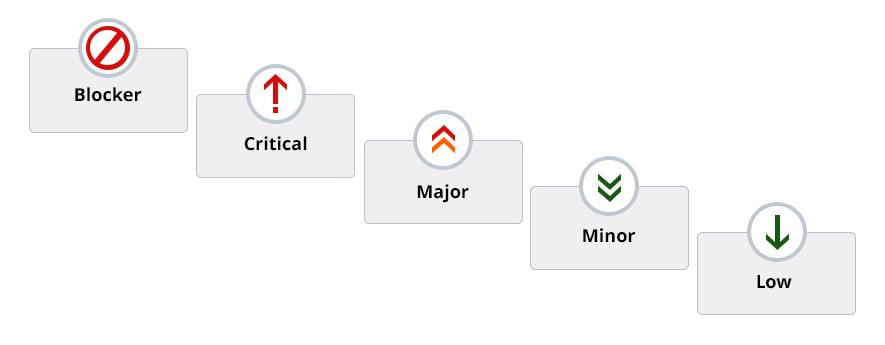 Blocker
Critical
Major
Minor
Low